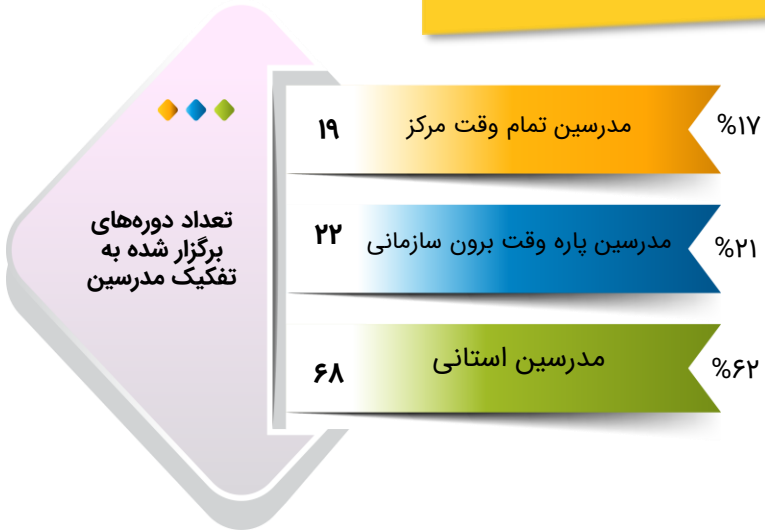 تعداد دوره‌های
برگزار شده به
تفکیک مدرسین
%۱۷ مدرسین تمام وقت مرکز ۱۹
%۲۱ مدرسین پاره وقت برون سازمانی ۲۲
%۶۲ مدرسین استانی ۶۸